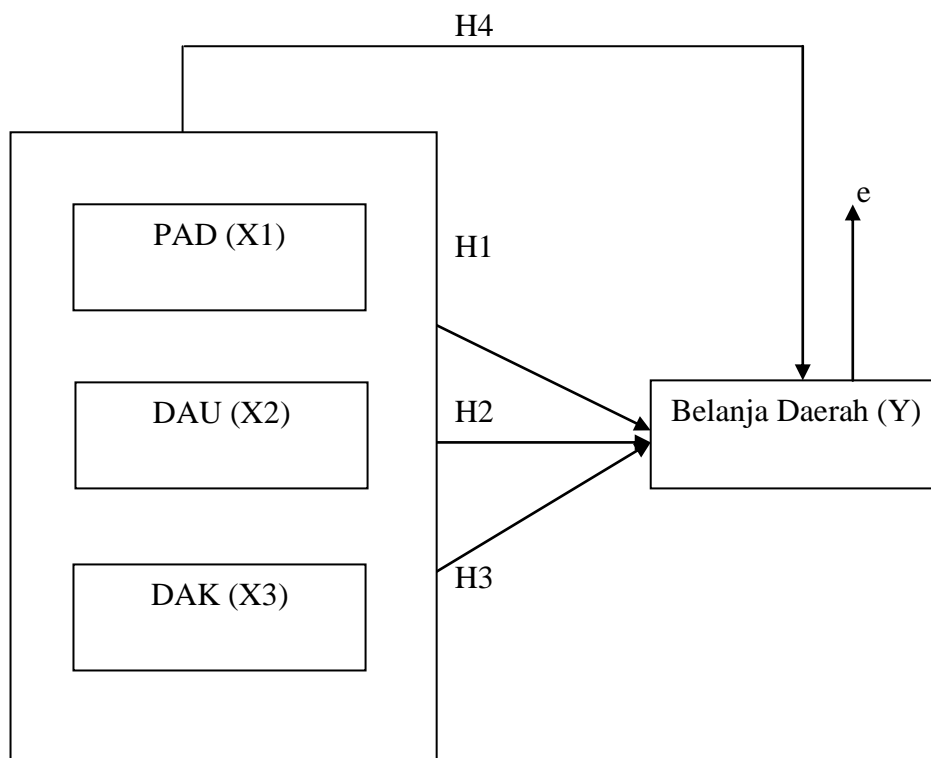 H4
e
PAD (X1)
H1
DAU (X2)
H2
Belanja Daerah (Y)
DAK (X3)
H3